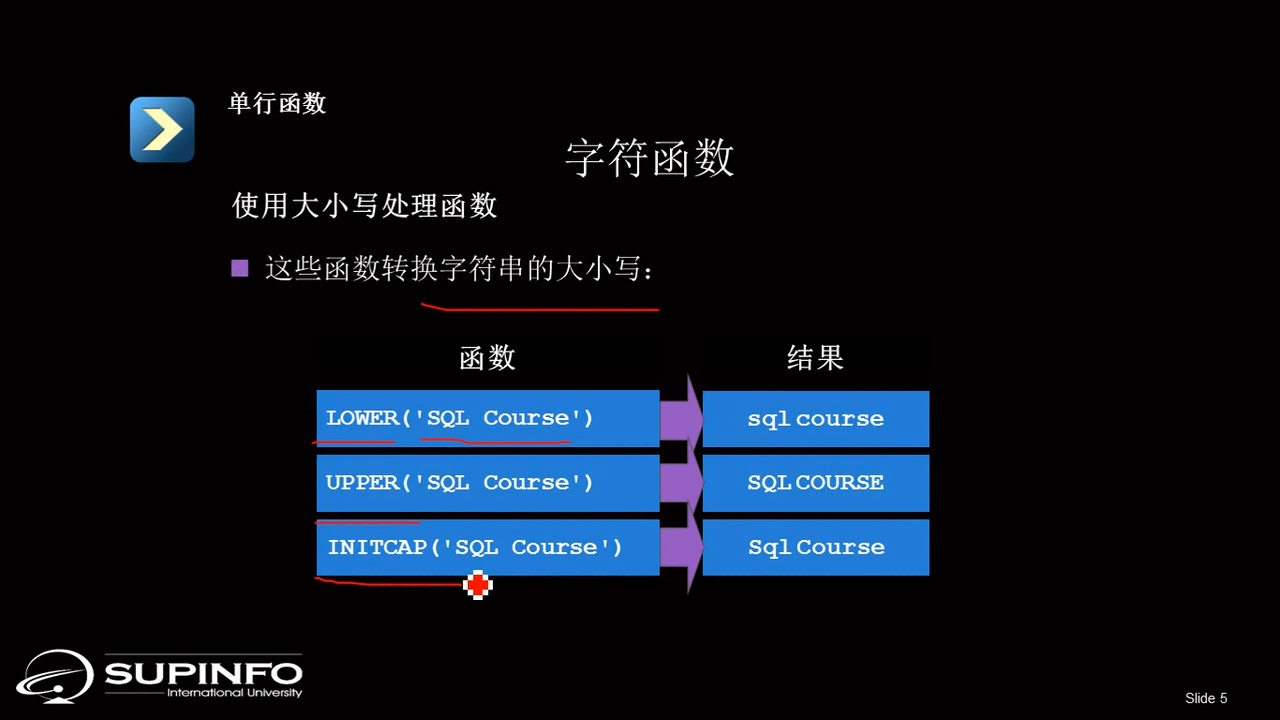 单行函数
字符函数
使用大小写处理函数
这些函数转换字符串的大小写：
函数 结果
LOWER('SQL Course') sql course
UPPER('SQL Course') SQL COURSE
INITCAP('SQL Course') Sql Course
SUPINFO
International University
Slide 5